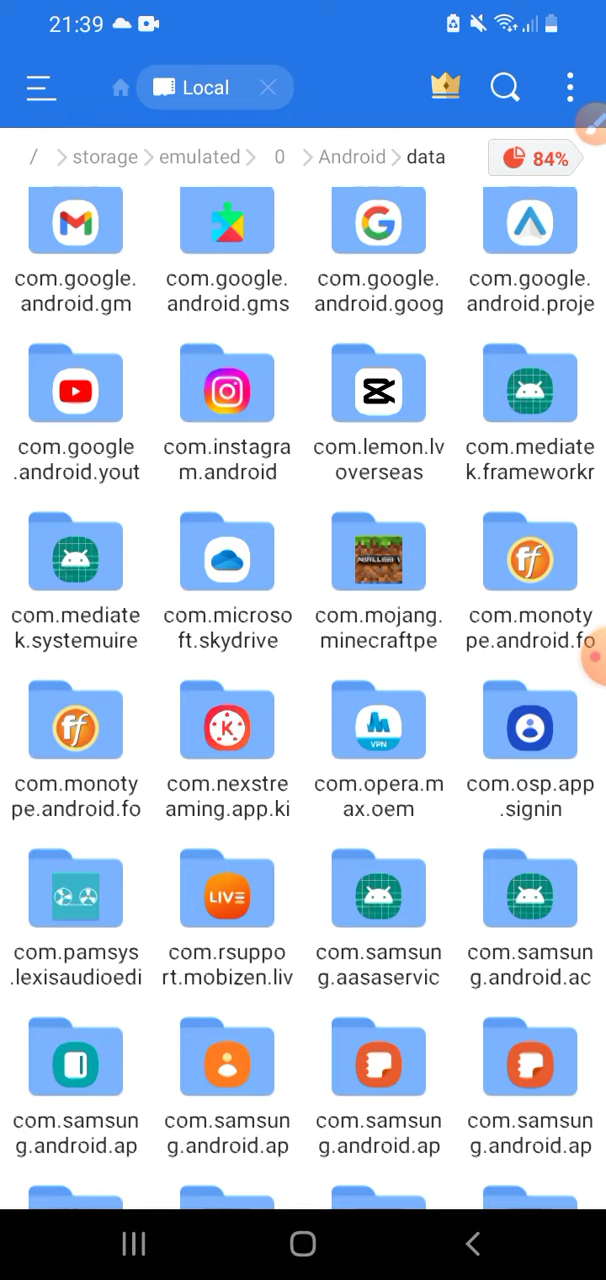 21:39
Local
/ storage emulated 0 Android data 84%
com.google.
android.gm
com.google.
android.gms
com.google.
android.goog
com.google.
android.proje
com.google
.android.yout
com.instagra
m.android
com.lemon.lv
overseas
com.mediate
k.frameworkr
com.mediate
k.systemuire
com.microso
ft.skydrive
com.mojang.
minecraftpe
com.monoty
pe.android.fo
ff
ff
com.monoty
pe.android.fo
K
com.nexstre
aming.app.ki
VPN
com.opera.m
ax.oem
com.osp.app
.signin
com.pamsys
.lexisaudioedi
LIVE
com.rsuppo
rt.mobizen.liv
com.samsun
g.aasaservic
com.samsun
g.android.ac
com.samsun
g.android.ap
com.samsun
g.android.ap
com.samsun
g.android.ap
com.samsun
g.android.ap